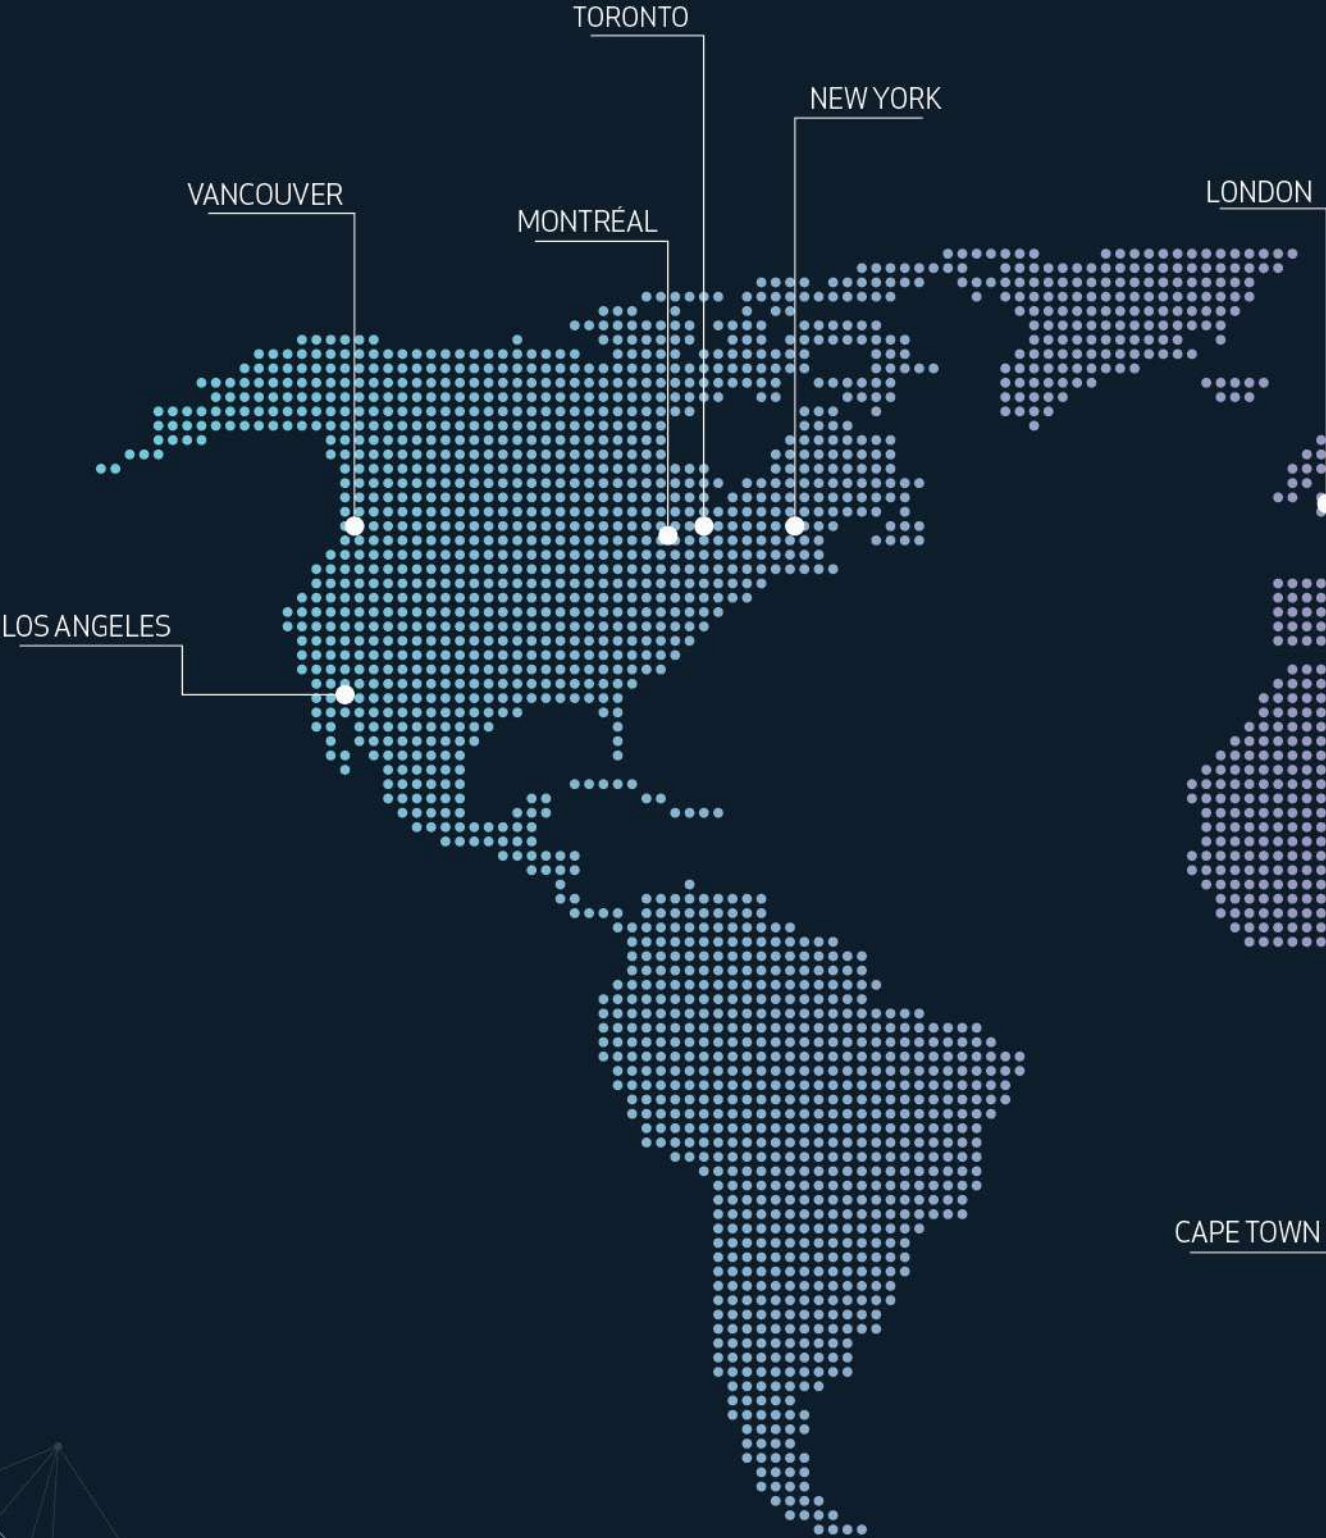 TORONTO
NEW YORK
VANCOUVER
LONDON
MONTRÉAL
LOS ANGELES
CAPE TOWN